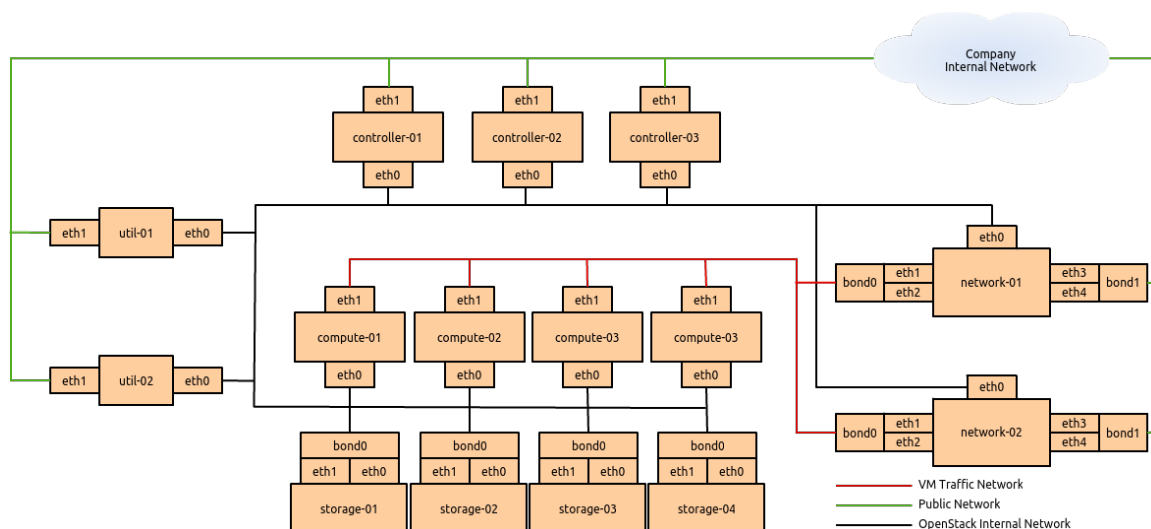 Company
Internal Network
eth1
eth1
eth1
controller-01
controller-02
controller-03
eth0
eth0
eth0
eth1
util-01
eth0
eth0
bond0
eth1
eth2
network-01
eth3
eth4
bond1
eth1
eth1
eth1
eth1
compute-01
compute-02
compute-03
compute-03
eth0
eth0
eth0
eth0
eth1
util-02
eth0
eth0
bond0
eth1
eth2
network-02
eth3
eth4
bond1
bond0
bond0
bond0
bond0
eth1
eth0
eth1
eth0
eth1
eth0
eth1
eth0
storage-01
storage-02
storage-03
storage-04
VM Traffic Network
Public Network
OpenStack Internal Network